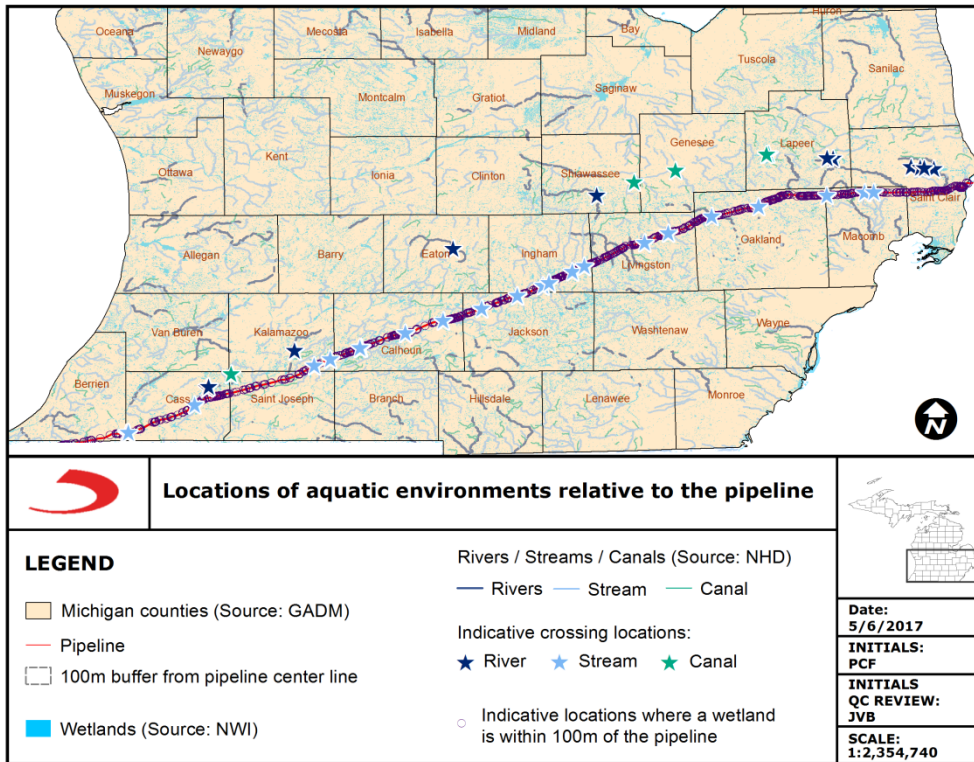 Oceana
Mecosta
Isabella
Midland
Bay
Huron
Newaygo
Tuscola
Sanilac
Muskegon
Montcalm
Gratiot
Saginaw
Genesee
Lapeer
Kent
Ottawa
Ionia
Clinton
Shiawassee
Saint Clair
Allegan
Barry
Eaton
Ingham
Livingston
Oakland
Macomb
Van Buren
Kalamazoo
Calhoun
Jackson
Washtenaw
Wayne
Berrien
Cass
Saint Joseph
Branch
Hillsdale
Lenawee
Monroe
N
Locations of aquatic environments relative to the pipeline
LEGEND
Michigan counties (Source: GADM)
Pipeline
100m buffer from pipeline center line
Wetlands (Source: NWI)
Rivers / Streams / Canals (Source: NHD)
Rivers Stream Canal
Indicative crossing locations:
River Stream Canal
Indicative locations where a wetland
is within 100m of the pipeline
Date:
5/6/2017
INITIALS:
PCF
INITIALS
QC REVIEW:
JVB
SCALE:
1:2,354,740